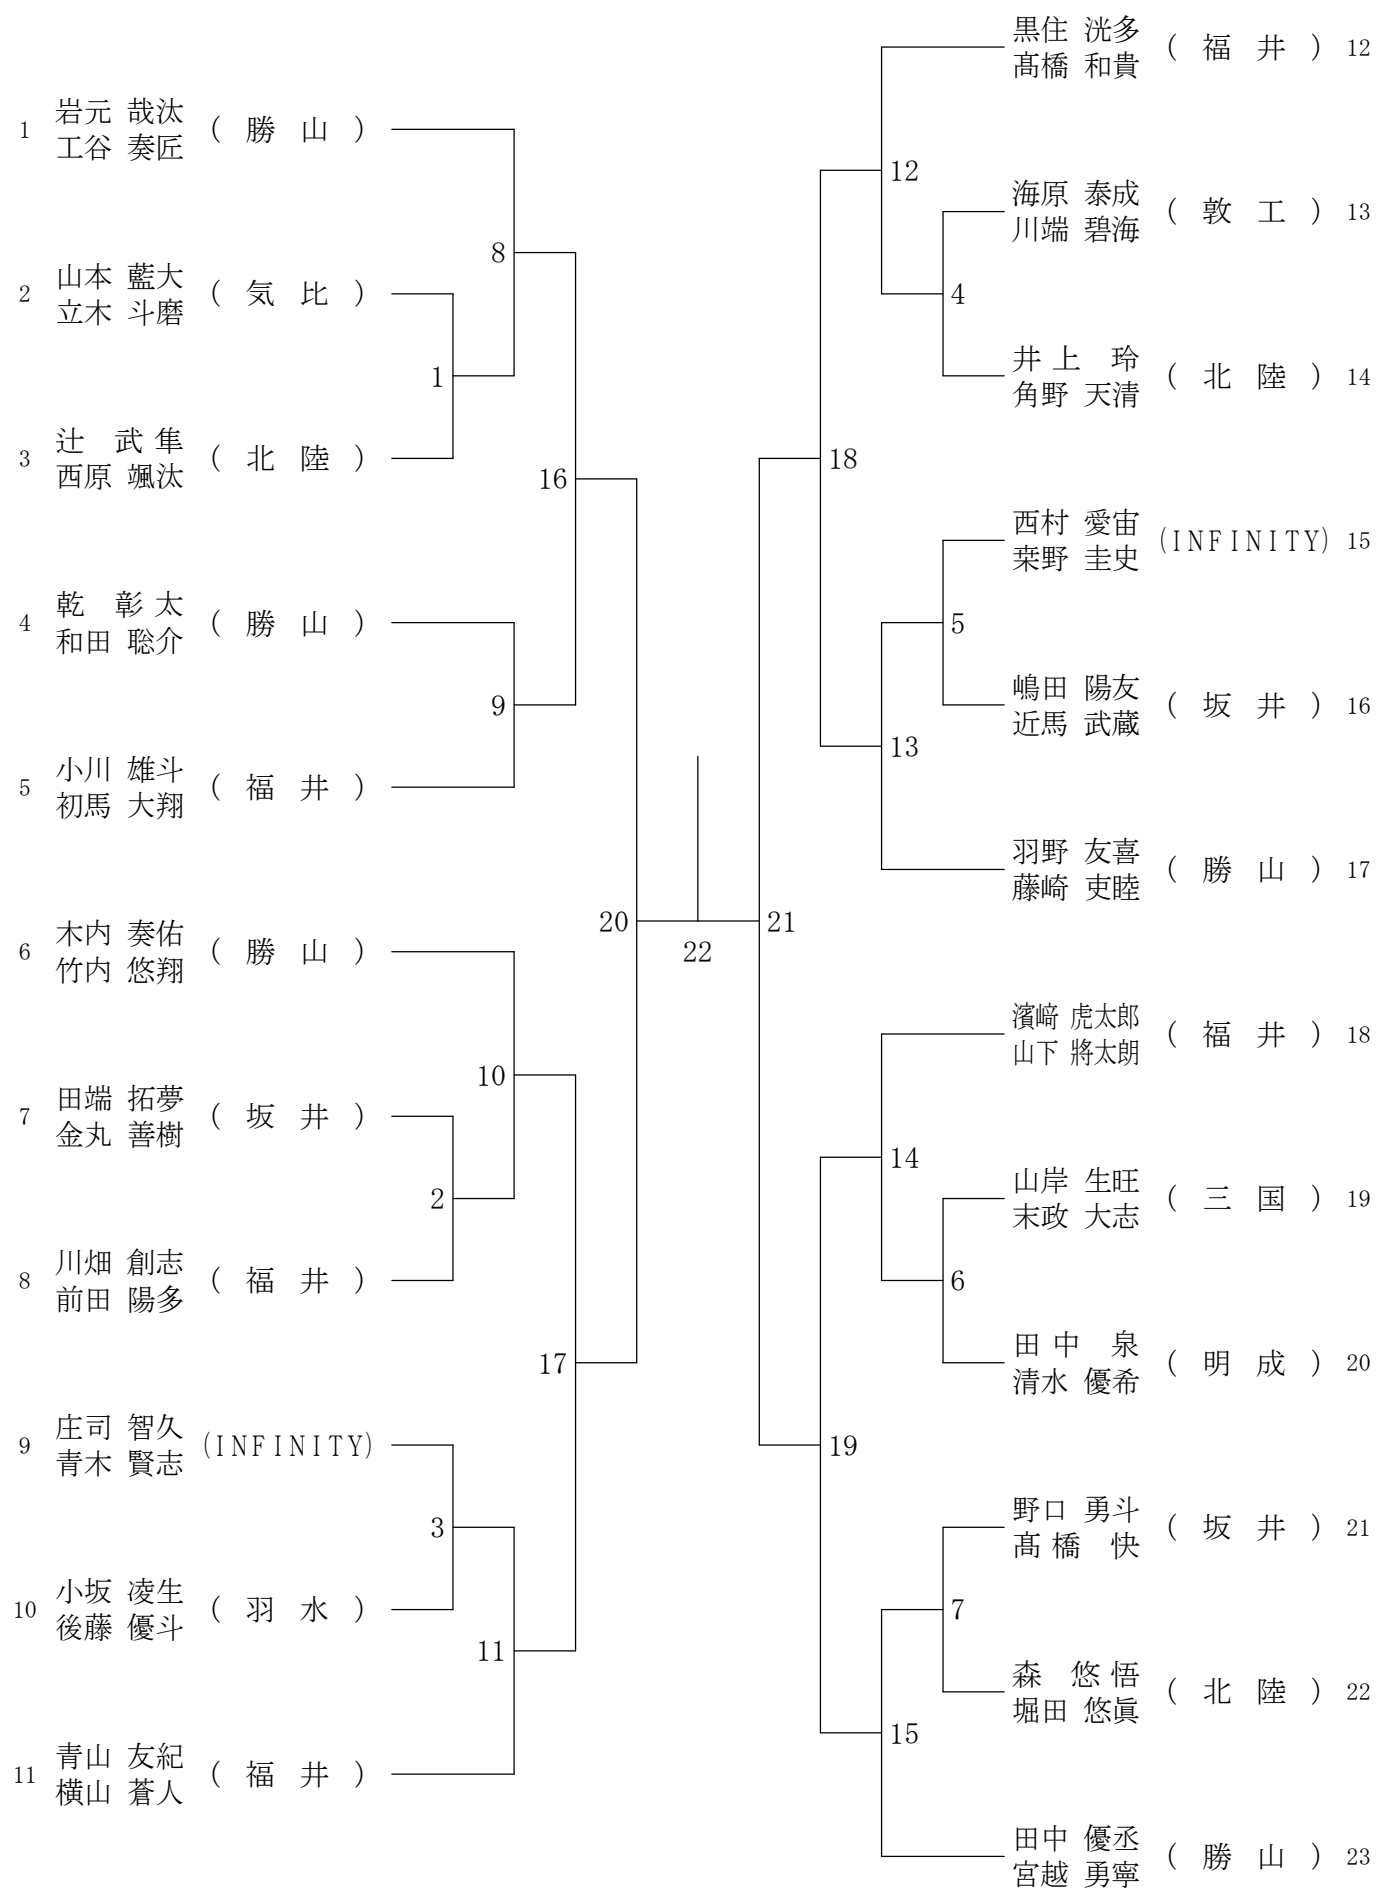 1 岩元 哉汰 ( 勝 山 )
工谷 奏匠
2 山本 藍大 ( 気 比 )
立木 斗磨
3 辻 武隼 ( 北 陸 )
西原 颯汰
4 乾 彰太 ( 勝 山 )
和田 聡介
5 小川 雄斗 ( 福 井 )
初馬 大翔
6 木内 奏佑 ( 勝 山 )
竹内 悠翔
7 田端 拓夢 ( 坂 井 )
金丸 善樹
8 川畑 創志 ( 福 井 )
前田 陽多
9 庄司 智久 (INFINITY)
青木 賢志
10 小坂 凌生 ( 羽 水 )
後藤 優斗
11 青山 友紀 ( 福 井 )
横山 蒼人
8
1
16
9
20
10
2
17
3
11
22
21
12
4
18
5
13
14
6
19
7
15
黒住 洸多 ( 福 井 ) 12
髙橋 和貴
海原 泰成 ( 敦 工 ) 13
川端 碧海
井上 玲 ( 北 陸 ) 14
角野 天清
西村 愛宙 (INFINITY) 15
桒野 圭史
嶋田 陽友 ( 坂 井 ) 16
近馬 武蔵
羽野 友喜 ( 勝 山 ) 17
藤崎 吏睦
濱﨑 虎太郎 ( 福 井 ) 18
山下 將太朗
山岸 生旺 ( 三 国 ) 19
末政 大志
田中 泉 ( 明 成 ) 20
清水 優希
野口 勇斗 ( 坂 井 ) 21
髙橋 快
森 悠悟 ( 北 陸 ) 22
堀田 悠眞
田中 優丞 ( 勝 山 ) 23
宮越 勇寧